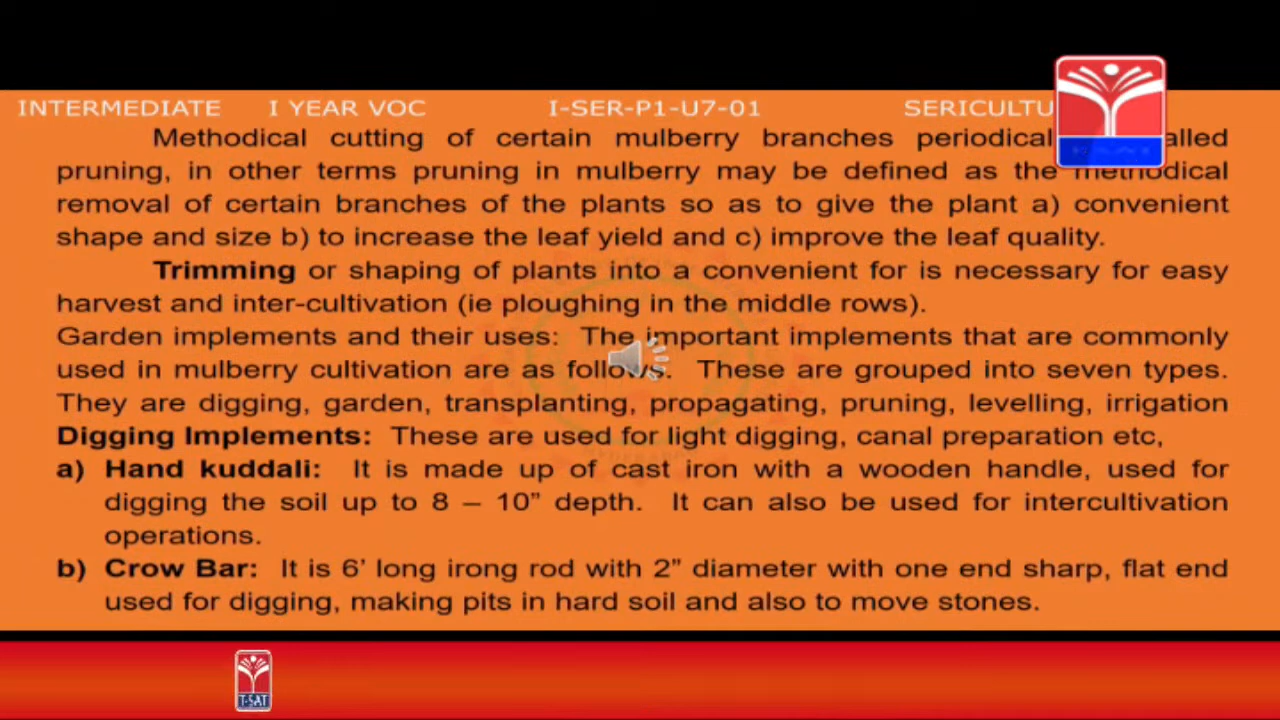 INTERMEDIATE I YEAR VOC I-SER-P1-U7-01 SERICULTU
Methodical cutting of certain mulberry branches periodical alled
pruning, in other terms pruning in mulberry may be defined as the methodical
removal of certain branches of the plants so as to give the plant a) convenient
shape and size b) to increase the leaf yield and c) improve the leaf quality.
Trimming or shaping of plants into a convenient for is necessary for easy
harvest and inter-cultivation (ie ploughing in the middle rows).
Garden implements and their uses: The important implements that are commonly
used in mulberry cultivation are as follows. These are grouped into seven types.
They are digging, garden, transplanting, propagating, pruning, levelling, irrigation
Digging Implements: These are used for light digging, canal preparation etc,
a) Hand kuddali: It is made up of cast iron with a wooden handle, used for
digging the soil up to 8 – 10” depth. It can also be used for intercultivation
operations.
b) Crow Bar: It is 6’ long irong rod with 2” diameter with one end sharp, flat end
used for digging, making pits in hard soil and also to move stones.
T-SAT